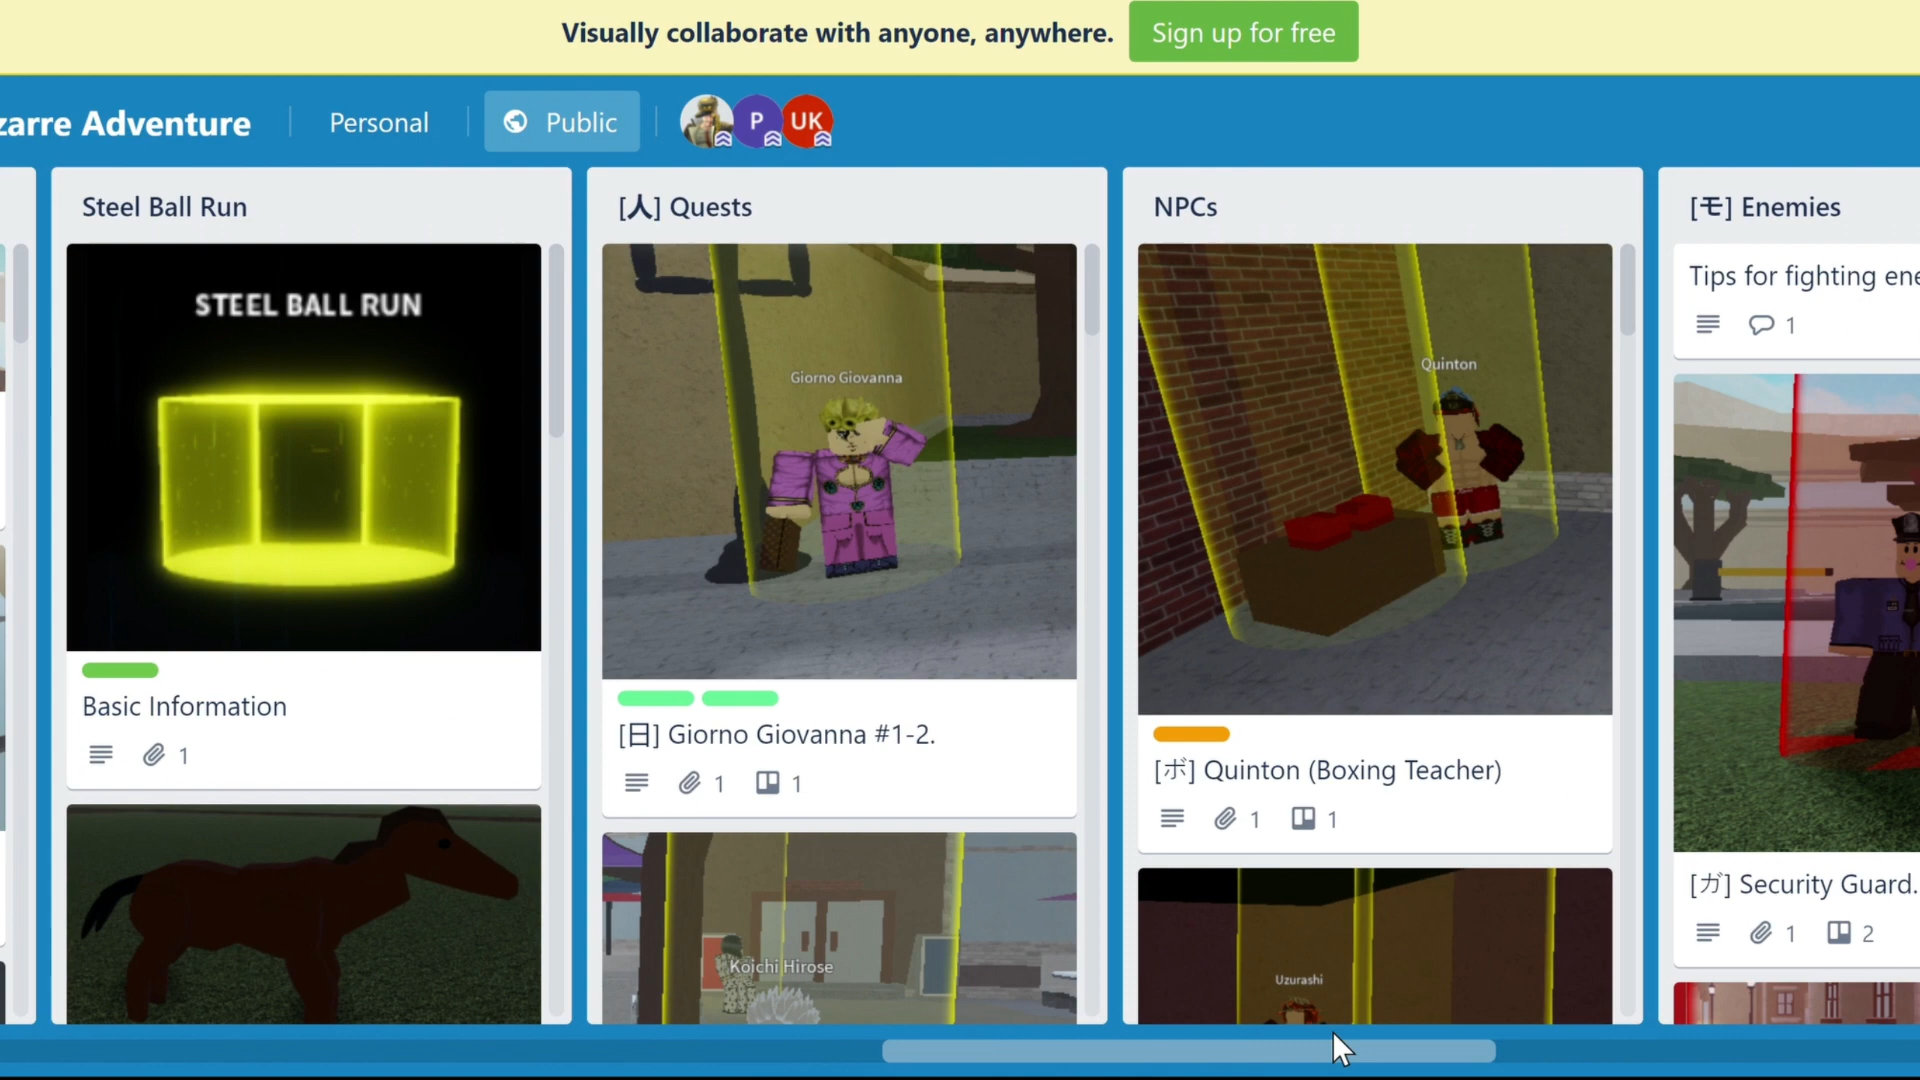 Visually collaborate with anyone, anywhere.
Sign up for free
zarre Adventure
Personal
Public
P
UK
Steel Ball Run
STEEL BALL RUN
Basic Information
1
[人] Quests
Giorno Giovanna
[日] Giorno Giovanna #1-2.
1
1
Koichi Hirose
NPCs
Quinton
[ボ] Quinton (Boxing Teacher)
1
1
Uzurashi
[モ] Enemies
Tips for fighting ene
1
[ガ] Security Guard.
1
2